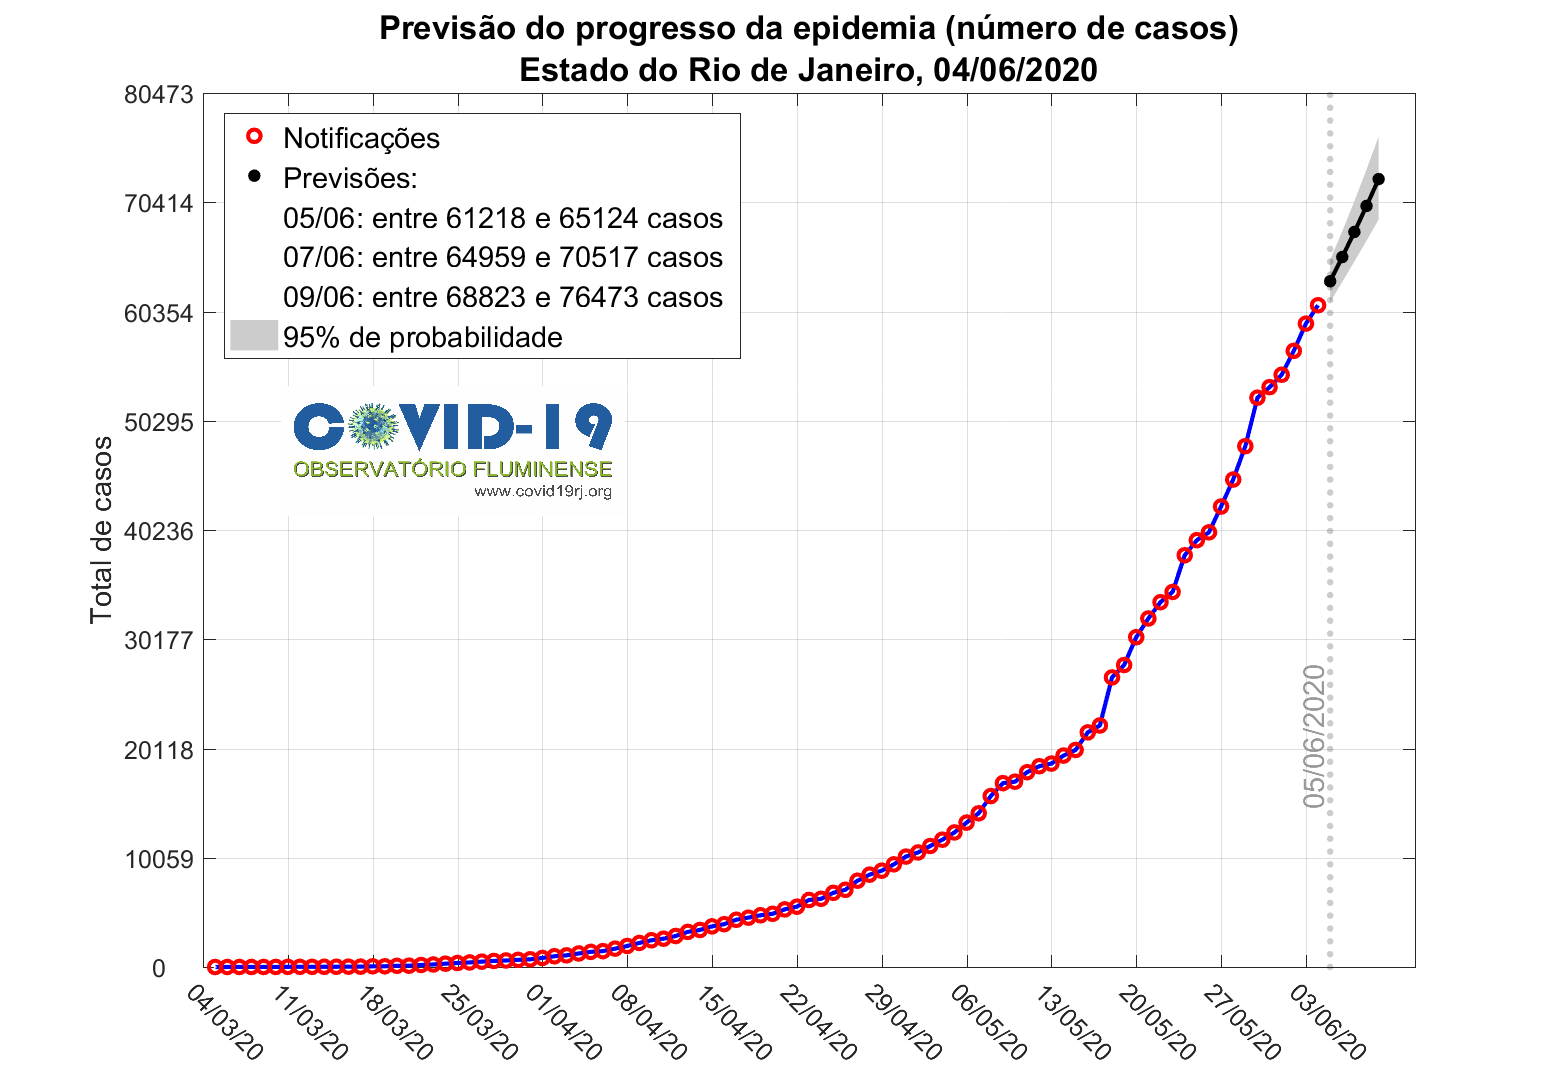 Previsão do progresso da epidemia (número de casos)
Estado do Rio de Janeiro, 04/06/2020
80473
70414
60354
50295
40236
30177
20118
10059
0
Total de casos
Notificações
Previsões:
05/06: entre 61218 e 65124 casos
07/06: entre 64959 e 70517 casos
09/06: entre 68823 e 76473 casos
95% de probabilidade
COVID-19
OBSERVATÓRIO FLUMINENSE
www.covid19rj.org
05/06/2020
04/03/20
11/03/20
18/03/20
25/03/20
01/04/20
08/04/20
15/04/20
22/04/20
29/04/20
06/05/20
13/05/20
20/05/20
27/05/20
03/06/20